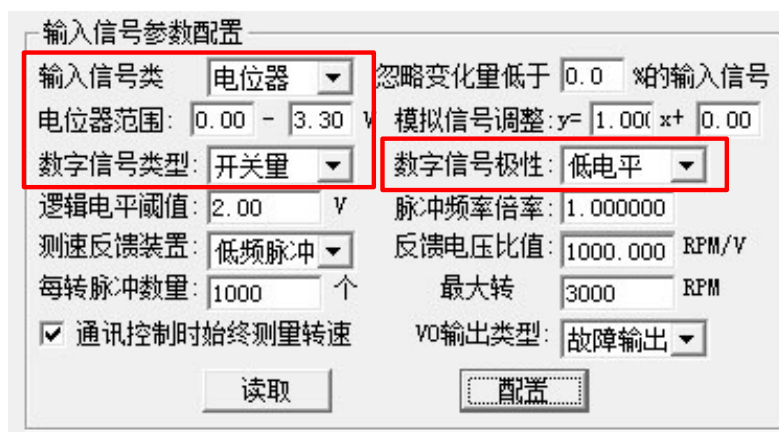 输入信号参数配置
输入信号类 电位器 忽略变化量低于 0.0 %的输入信号
电位器范围: 0.00 - 3.30 V 模拟信号调整:y= 1.00( x+ 0.00
数字信号类型: 开关量 数字信号极性: 低电平
逻辑电平阈值: 2.00 V 脉冲频率倍率: 1.000000
测速反馈装置: 低频脉冲 反馈电压比值: 1000.000 RPM/V
每转脉冲数量: 1000 个 最大转 3000 RPM
通讯控制时始终测量转速 VO输出类型: 故障输出
读取 配置